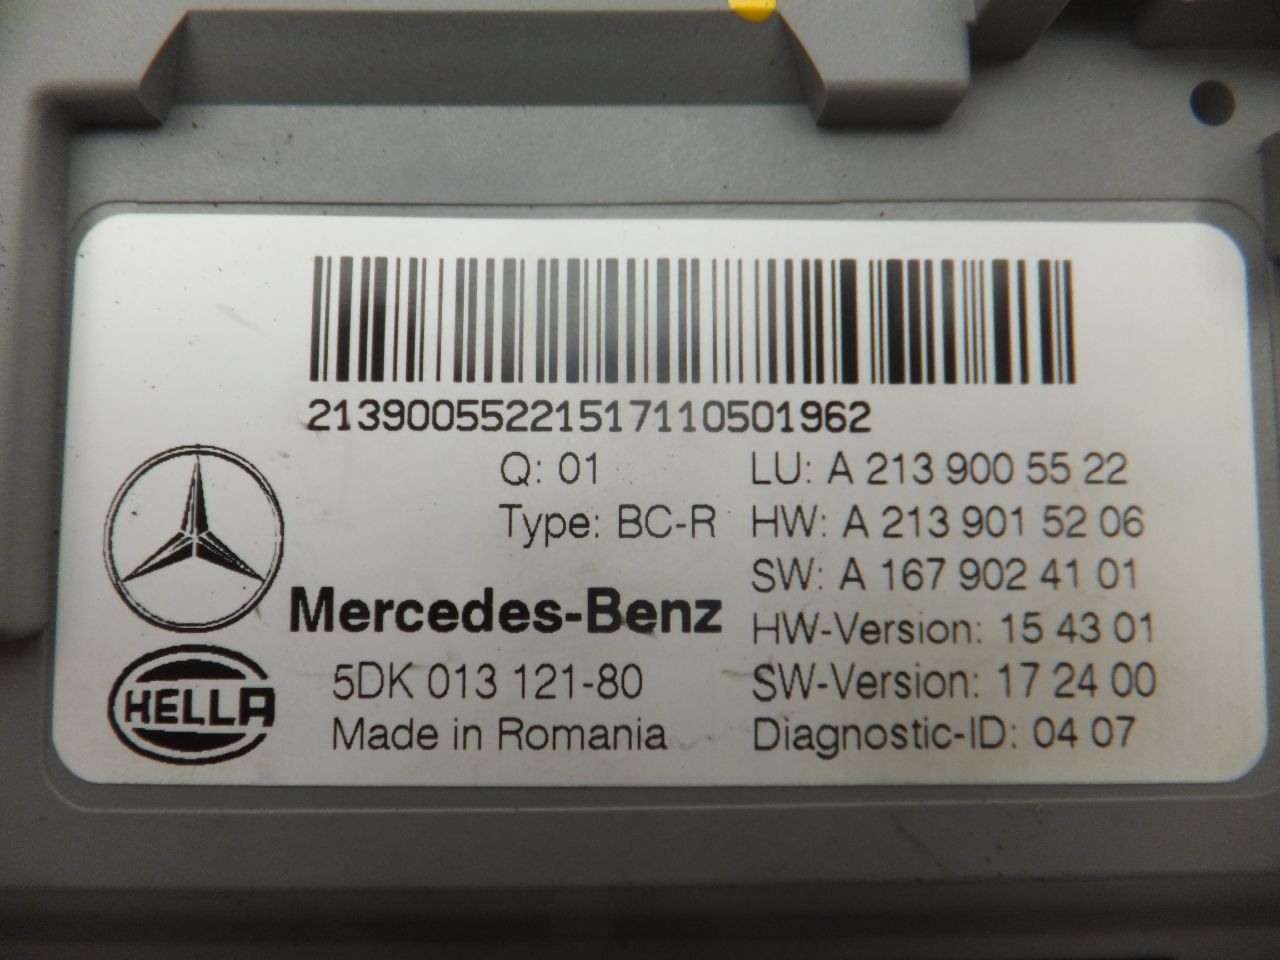 2139005522151711050​1962
Q: 01
LU: A 213 900 55 22
Type: BC-R
HW: A 213 901 52 06
SW: A 167 902 41 01
Mercedes-Benz
HW-Version: 15 43 01
HELLA
5DK 013 121-80
SW-Version: 17 24 00
Made in Romania
Diagnostic-ID: 04 07